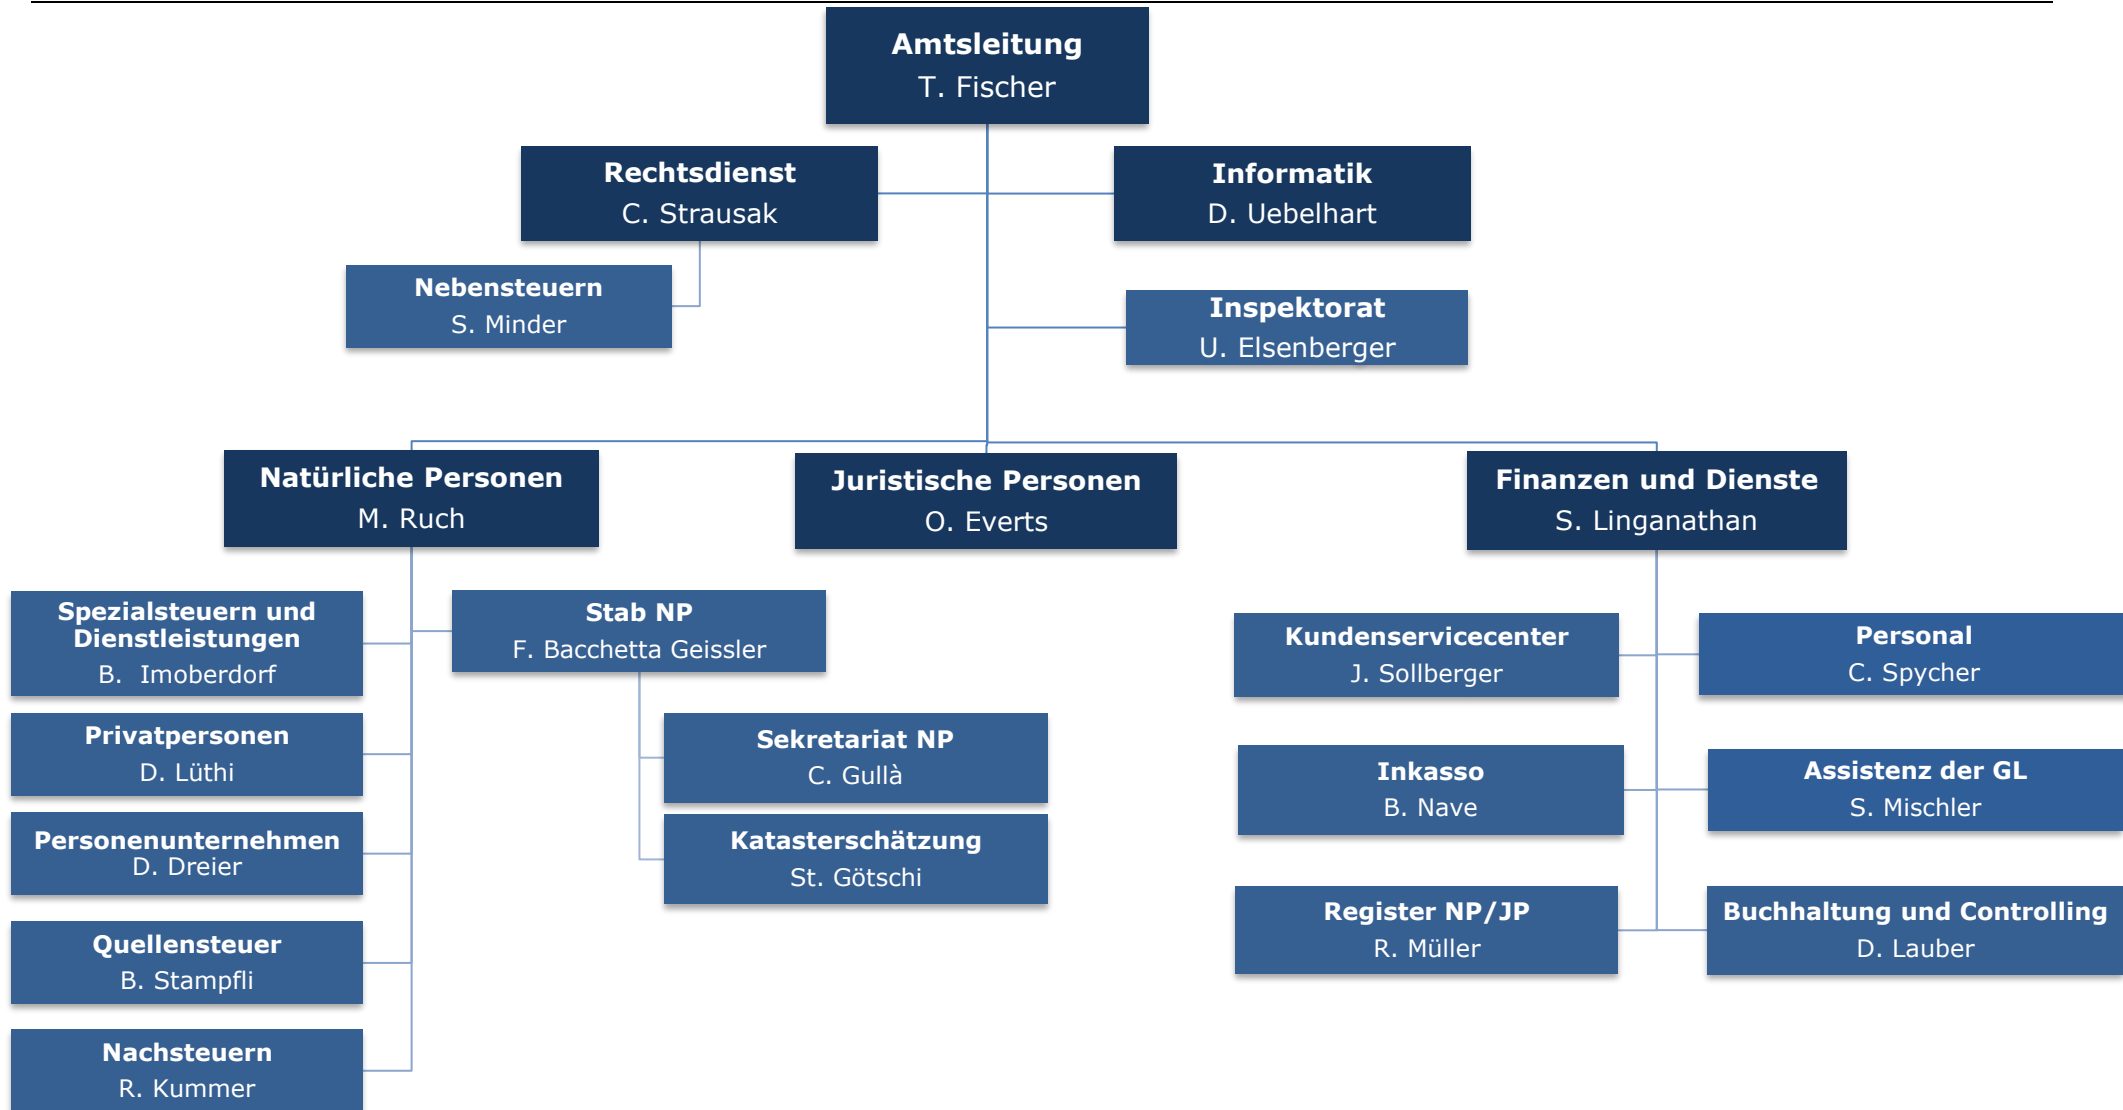 Amtsleitung
T. Fischer
Rechtsdienst
C. Strausak
Informatik
D. Uebelhart
Nebensteuern
S. Minder
Inspektorat
U. Elsenberger
Natürliche Personen
M. Ruch
Juristische Personen
O. Everts
Finanzen und Dienste
S. Linganathan
Spezialsteuern und
Dienstleistungen
B. Imoberdorf
Stab NP
F. Bacchetta Geissler
Privatpersonen
D. Lüthi
Sekretariat NP
C. Gullà
Personenunternehmen
D. Dreier
Katasterschätzung
St. Götschi
Quellensteuer
B. Stampfli
Nachsteuern
R. Kummer
Kundenservicecenter
J. Sollberger
Personal
C. Spycher
Inkasso
B. Nave
Assistenz der GL
S. Mischler
Register NP/JP
R. Müller
Buchhaltung und Controlling
D. Lauber